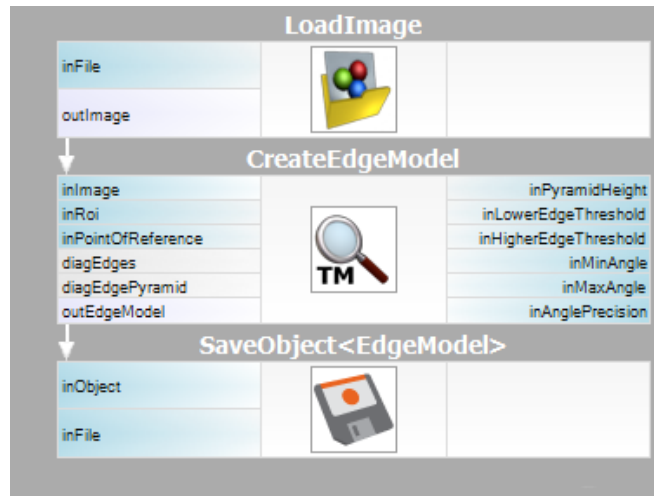 LoadImage
inFile
outImage
CreateEdgeModel
inImage
inPyramidHeight
inRoi
inLowerEdgeThreshold
inPointOfReference
inHigherEdgeThreshold
diagEdges
inMinAngle
diagEdgePyramid
inMaxAngle
outEdgeModel
inAnglePrecision
TM
SaveObject<EdgeModel>
inObject
inFile